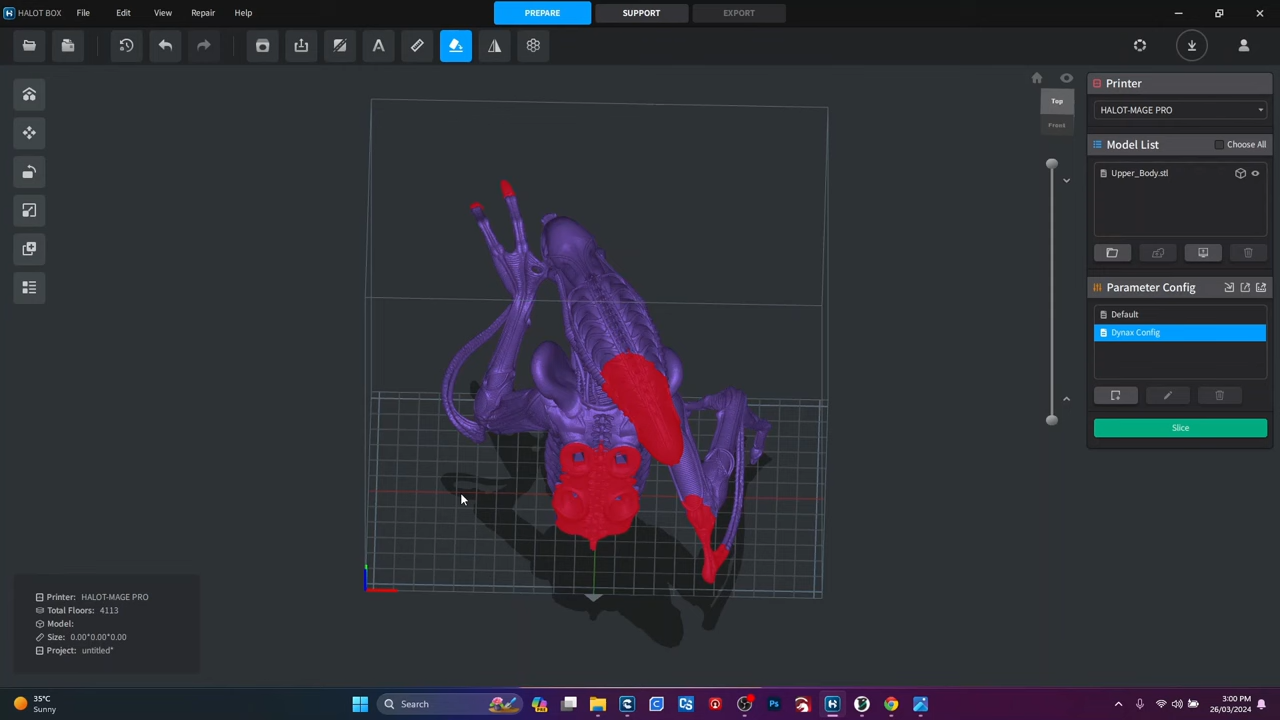 HALOT BOX File Edit View Repair Help
PREPARE SUPPORT EXPORT
Printer
HALOT-MAGE PRO
Model List Choose All
Upper_Body.stl
Parameter Config
Default
Dynax Config
Slice
Top
Front
Printer: HALOT-MAGE PRO
Total Floors: 4113
Model:
Size: 0.00*0.00*0.00
Project: untitled*
35°C
Sunny
Search
3:00 PM
26/03/2024